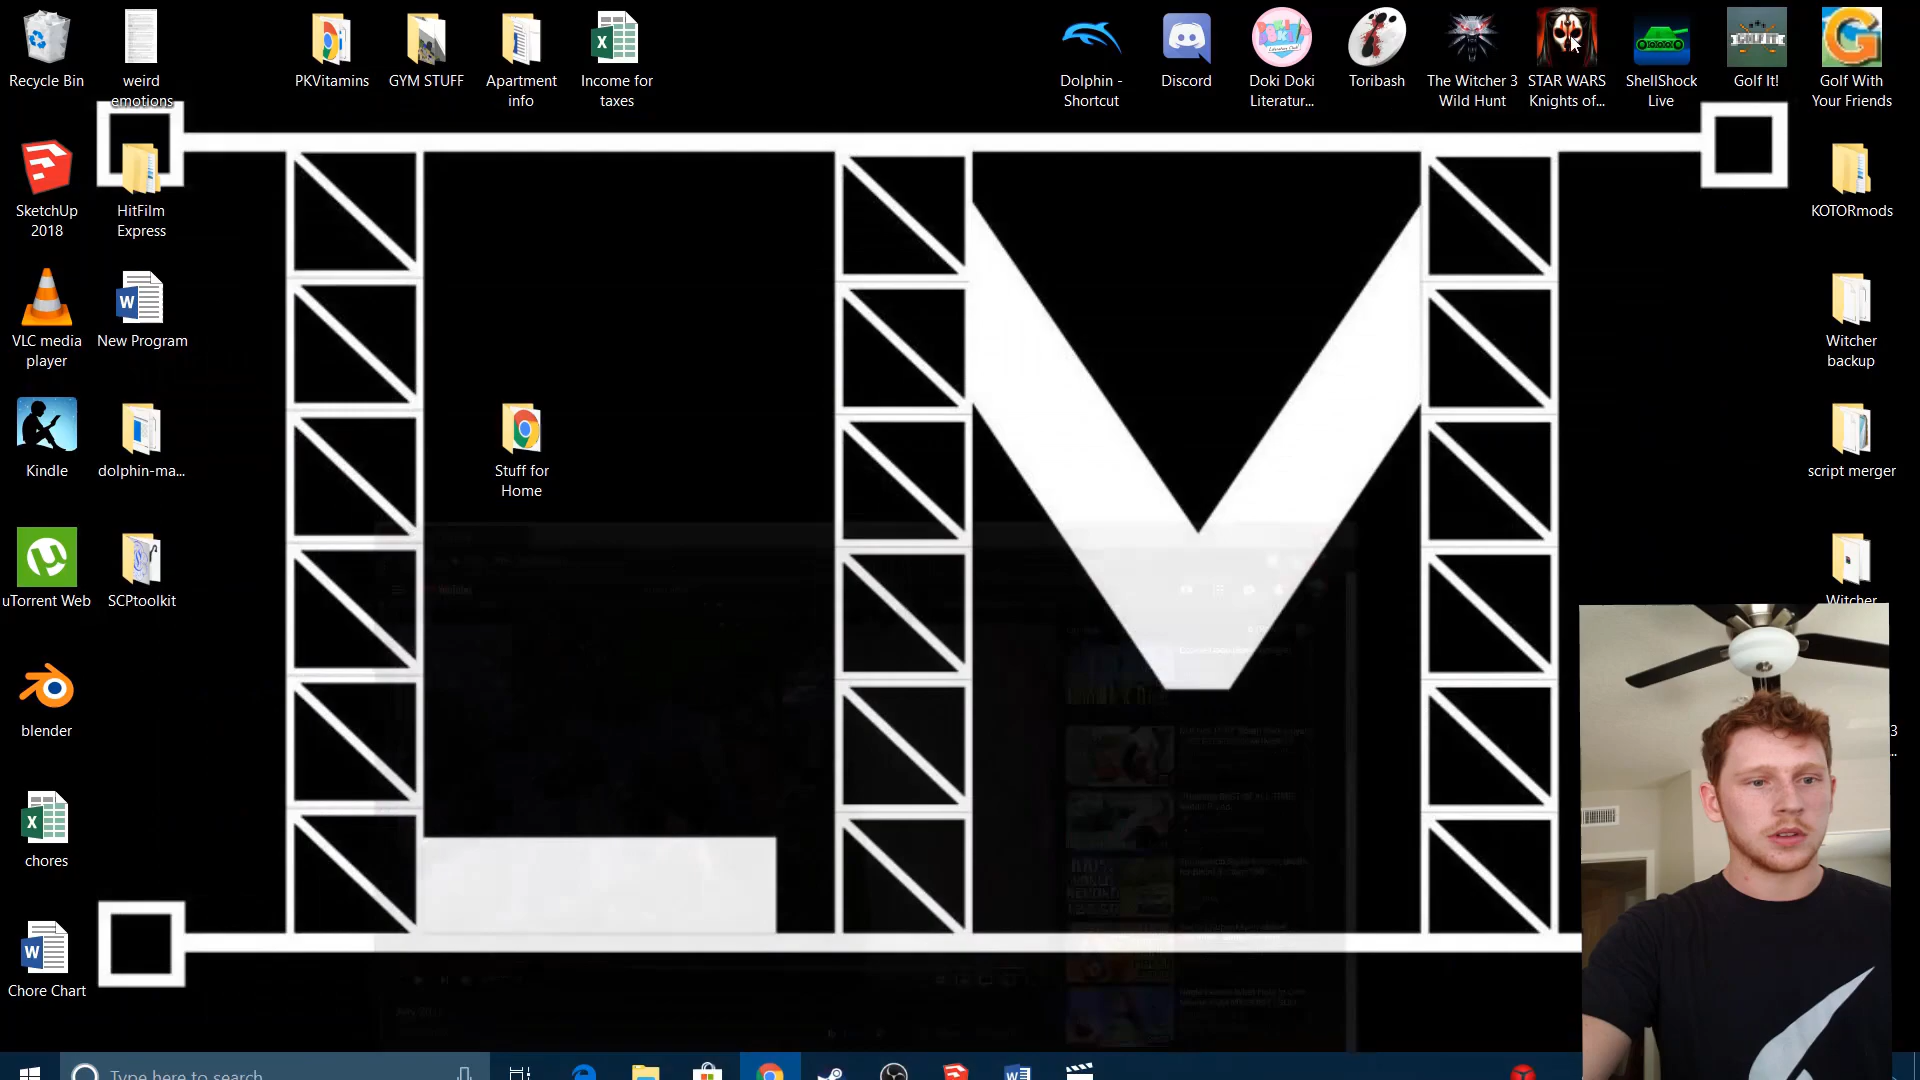 Recycle Bin
weird
emotions
PKVitamins
GYM STUFF
Apartment
info
Income for
taxes
Dolphin -
Shortcut
Discord
Doki Doki
Literatur...
Toribash
The Witcher 3
Wild Hunt
STAR WARS
Knights of...
ShellShock
Live
Golf It!
Golf With
Your Friends
SketchUp
2018
HitFilm
Express
KOTORmods
VLC media
player
New Program
Witcher
backup
Kindle
dolphin-ma...
Stuff for
Home
script merger
uTorrent Web
SCPtoolkit
Witcher
blender
3
...
chores
Chore Chart
Type here to search